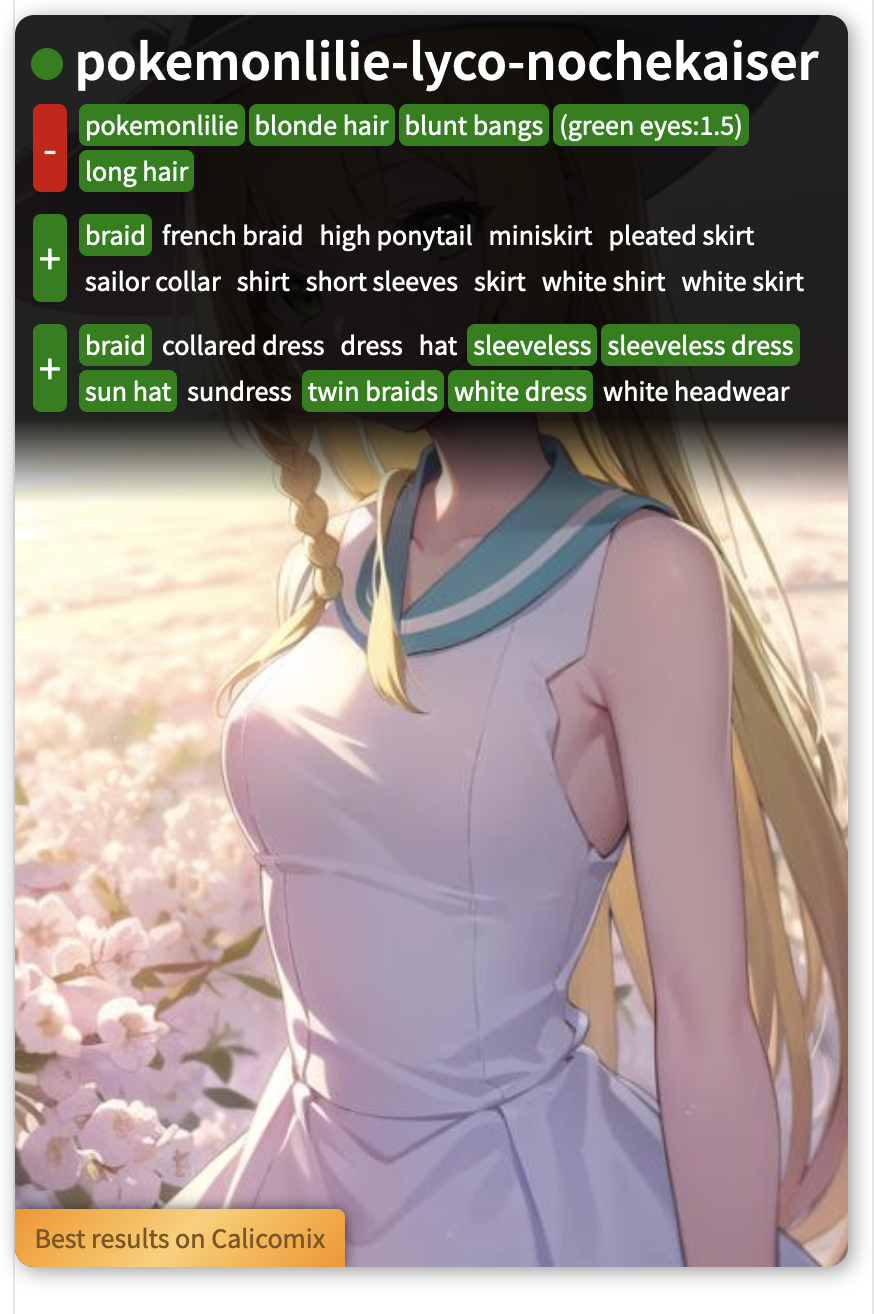 pokemonlilie-lyco-nochekaiser
- pokemonlilie blonde hair blunt bangs (green eyes:1.5)
long hair
+ braid french braid high ponytail miniskirt pleated skirt
sailor collar shirt short sleeves skirt white shirt white skirt
+ braid collared dress dress hat sleeveless sleeveless dress
sun hat sundress twin braids white dress white headwear
Best results on Calicomix